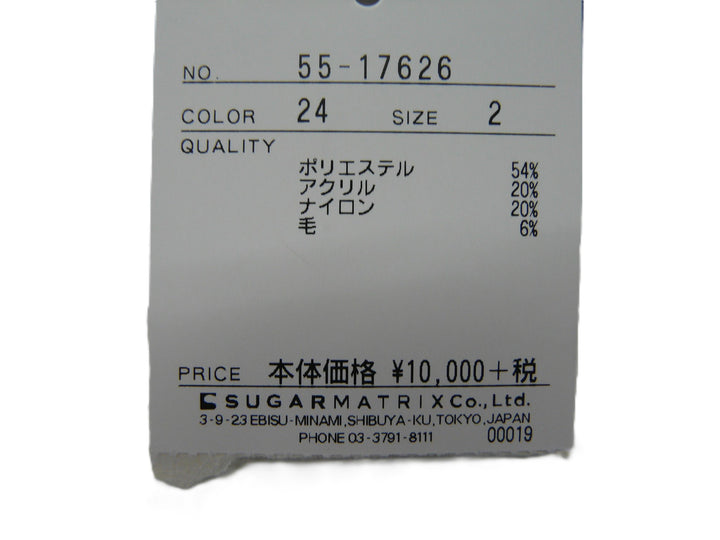 NO. 55-17626
COLOR 24 SIZE 2
QUALITY
ポリエステル 54%
アクリル 20%
ナイロン 20%
毛 6%
PRICE 本体価格 ¥10,000+税
SUGARMATRIX Co., Ltd.
3-9-23 EBISU-MINAMI, SHIBUYA-KU, TOKYO, JAPAN
PHONE 03-3791-8111 00019